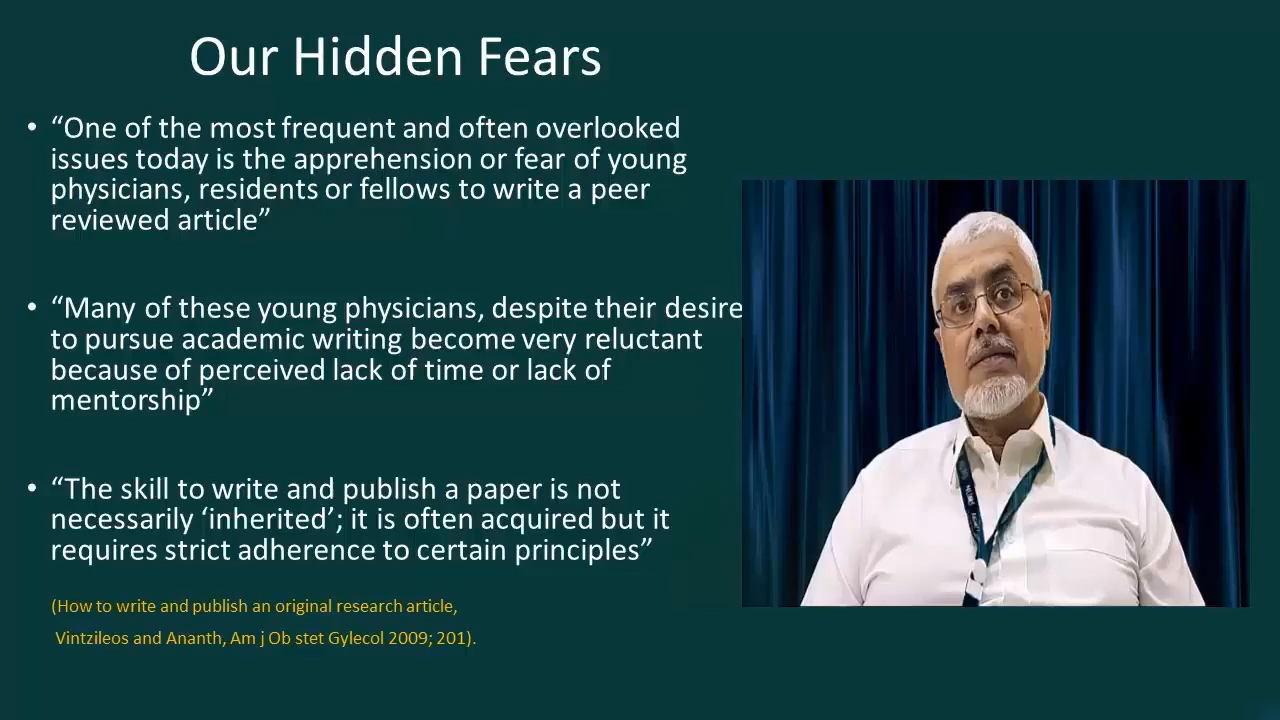 Our Hidden Fears
• “One of the most frequent and often overlooked
issues today is the apprehension or fear of young
physicians, residents or fellows to write a peer
reviewed article”
• “Many of these young physicians, despite their desire
to pursue academic writing become very reluctant
because of perceived lack of time or lack of
mentorship”
• “The skill to write and publish a paper is not
necessarily ‘inherited’; it is often acquired but it
requires strict adherence to certain principles”
(How to write and publish an original research article,
Vintzileos and Ananth, Am j Ob stet Gylecol 2009; 201).